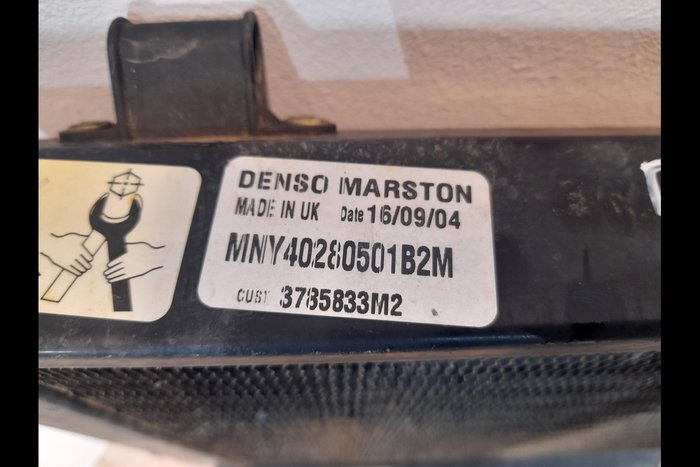 DENSO MARSTON
MADE IN UK Date 16/09/04
MNY40280501B2M
CUST 3785833M2